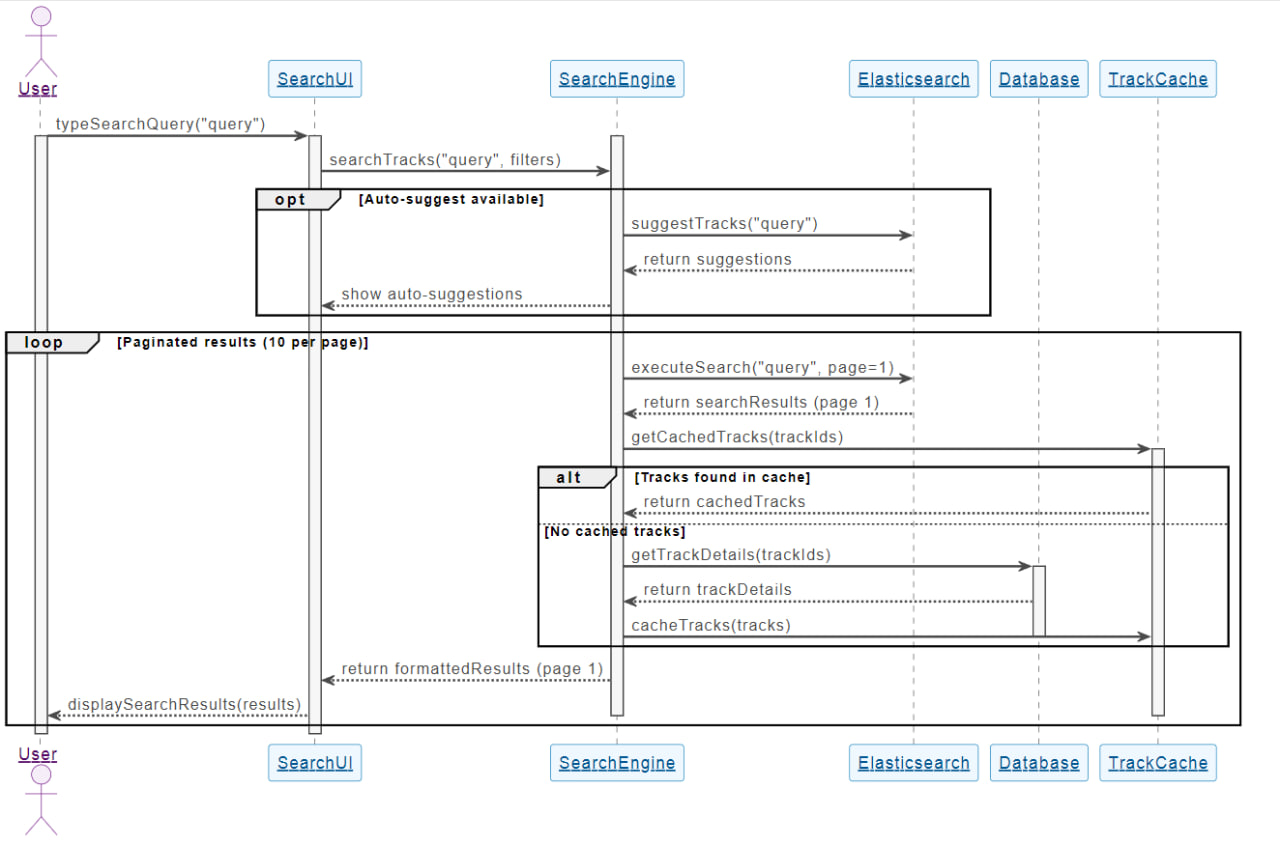 User
SearchUI
SearchEngine
Elasticsearch
Database
TrackCache
typeSearchQuery("query")
searchTracks("query", filters)
opt
[Auto-suggest available]
suggestTracks("query")
return suggestions
show auto-suggestions
loop
[Paginated results (10 per page)]
executeSearch("query", page=1)
return searchResults (page 1)
getCachedTracks(trackIds)
alt
[Tracks found in cache]
return cachedTracks
[No cached tracks]
getTrackDetails(trackIds)
return trackDetails
cacheTracks(tracks)
return formattedResults (page 1)
displaySearchResults(results)
User
SearchUI
SearchEngine
Elasticsearch
Database
TrackCache